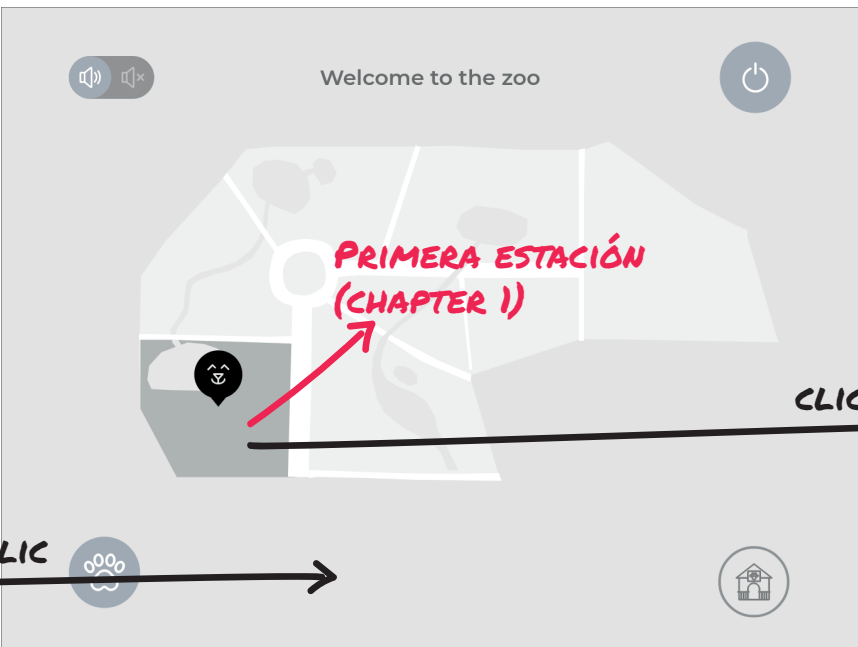 Welcome to the zoo
PRIMERA ESTACIÓN
(CHAPTER 1)
CLIC
LIC